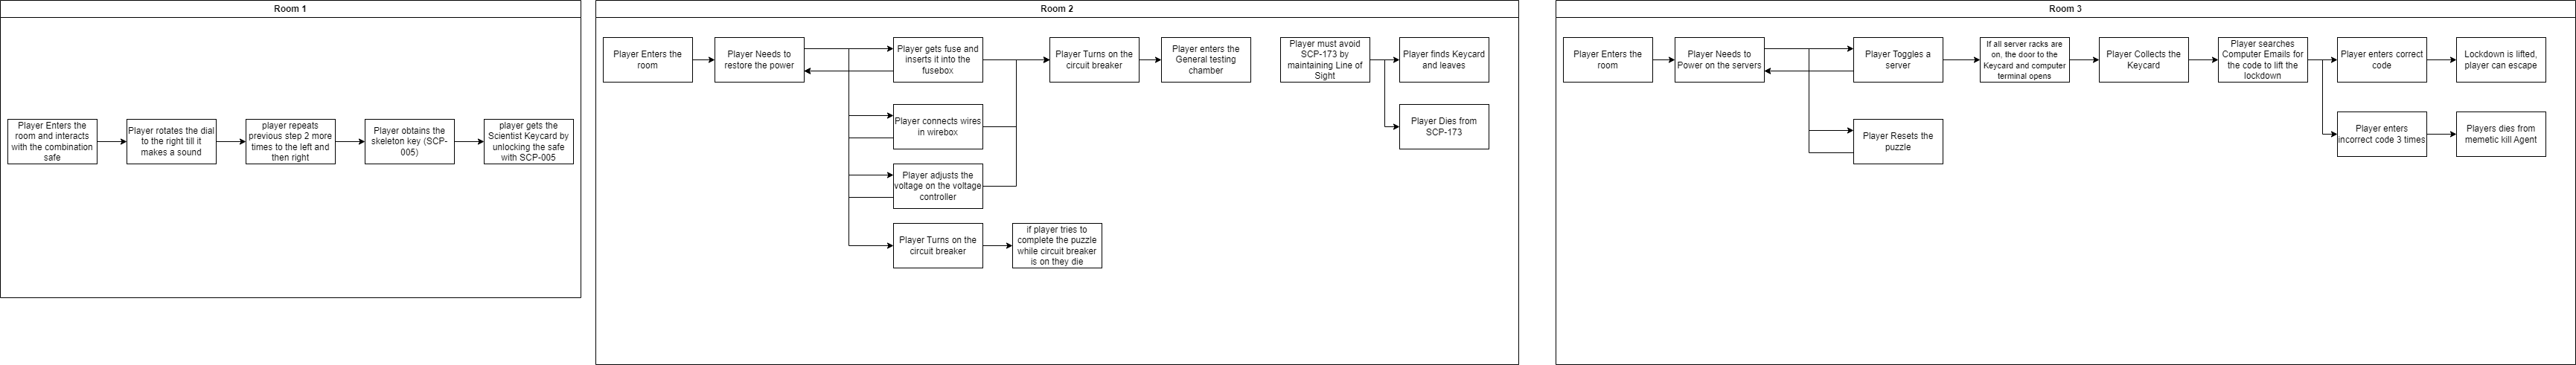 Room 1
Player Enters the
room and interacts
with the combination
safe
Player rotates the dial
to the right till it
makes a sound
player repeats
previous step 2 more
times to the left and
then right
Player obtains the
skeleton key (SCP-
005)
player gets the
Scientist Keycard by
unlocking the safe
with SCP-005
Room 2
Player Enters the
room
Player Needs to
restore the power
Player gets fuse and
inserts it into the
fusebox
Player connects wires
in wirebox
Player adjusts the
voltage on the voltage
controller
Player Turns on the
circuit breaker
if player tries to
complete the puzzle
while circuit breaker
is on they die
Player Turns on the
circuit breaker
Player enters the
General testing
chamber
Player must avoid
SCP-173 by
maintaining Line of
Sight
Player finds Keycard
and leaves
Player Dies from
SCP-173
Room 3
Player Enters the
room
Player Needs to
Power on the servers
Player Toggles a
server
Player Resets the
puzzle
If all server racks are
on, the door to the
Keycard and computer
terminal opens
Player Collects the
Keycard
Player searches
Computer Emails for
the code to lift the
lockdown
Player enters correct
code
Lockdown is lifted,
player can escape
Player enters
incorrect code 3 times
Players dies from
memetic kill Agent